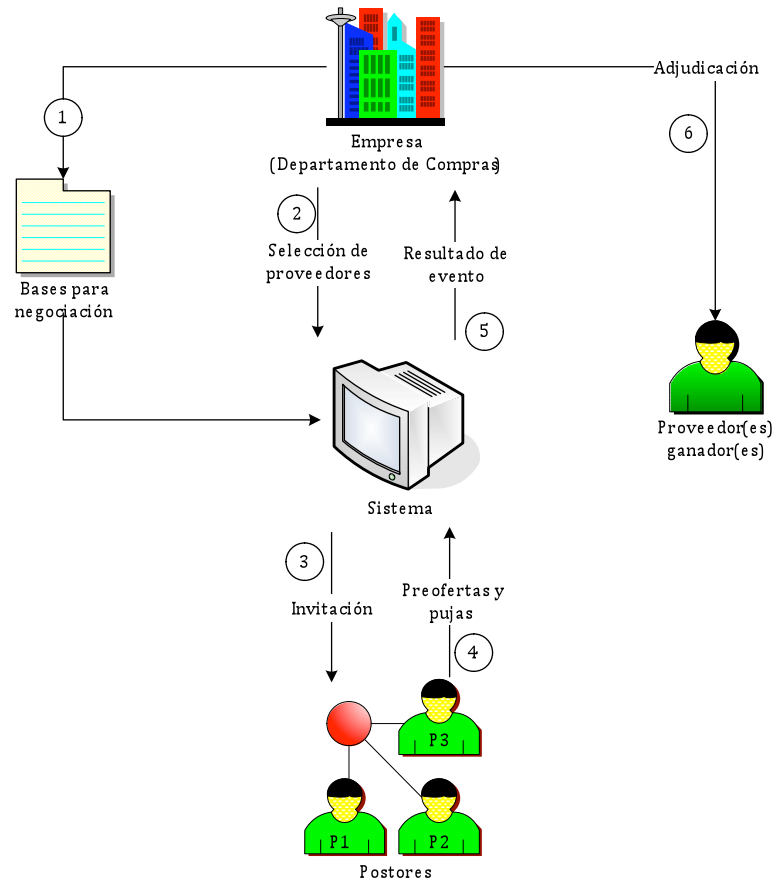 Adjudicación
1
6
Empresa
(Departamento de Compras)
2
Selección de
proveedores
Resultado de
evento
Bases para
negociación
5
Proveedor(es)
ganador(es)
Sistema
3
Invitación
Preofertas y
pujas
4
P3
P1
P2
Postores